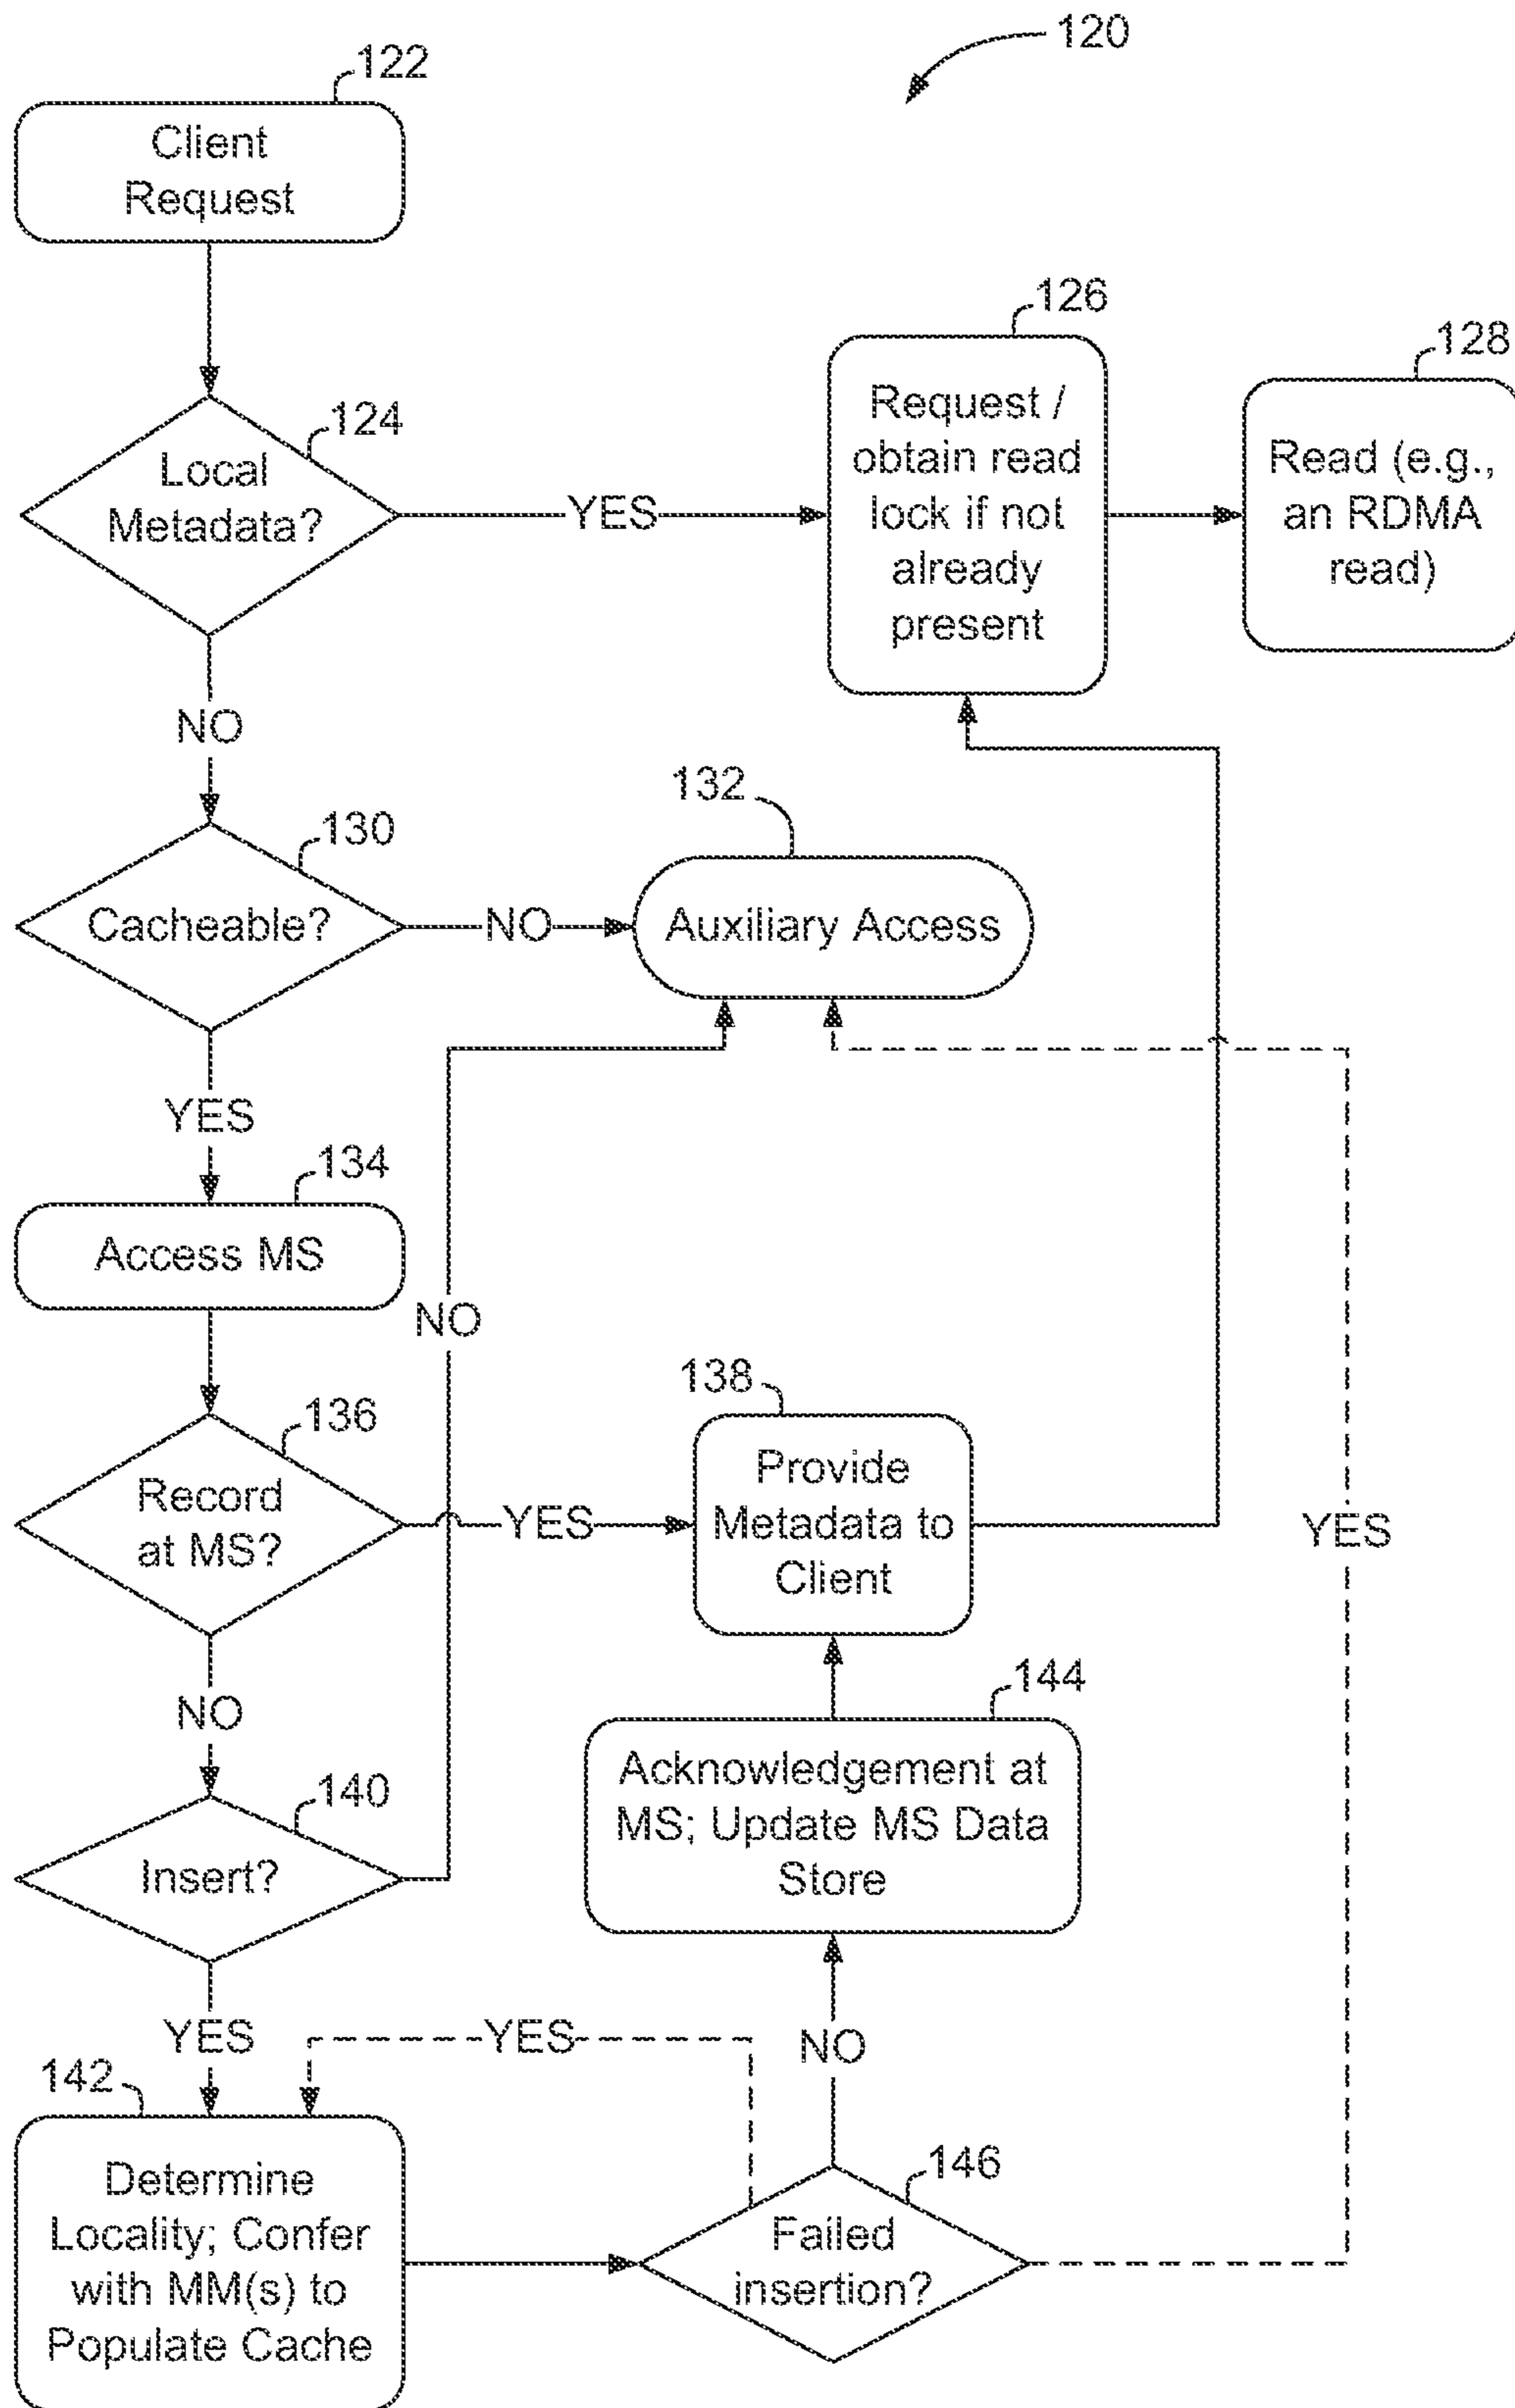 120
122
Client
Request
126
128
124
Local
Metadata?
YES
Request /
obtain read
lock if not
already
present
Read (e.g.,
an RDMA
read)
NO
132
130
Cacheable?
NO
Auxiliary Access
YES
134
Access MS
NO
138
136
Record
at MS?
YES
Provide
Metadata to
Client
YES
NO
144
140
Insert?
Acknowledgement at
MS; Update MS Data
Store
YES
YES
NO
142
146
Determine
Locality; Confer
with MM(s) to
Populate Cache
Failed
insertion?